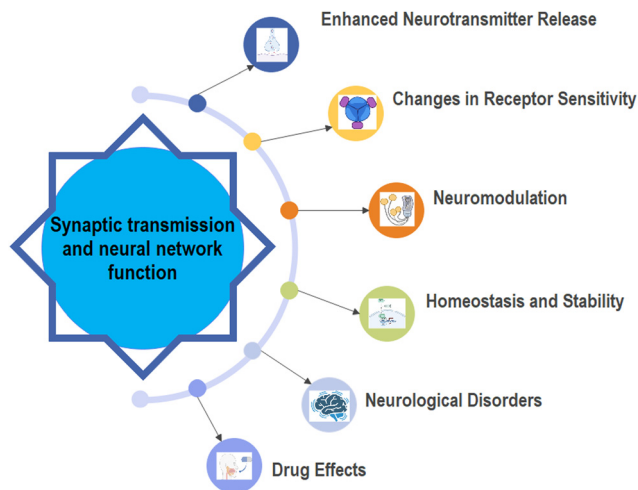 Enhanced Neurotransmitter Release
Changes in Receptor Sensitivity
Neuromodulation
Synaptic transmission
and neural network
function
Homeostasis and Stability
Neurological Disorders
Drug Effects